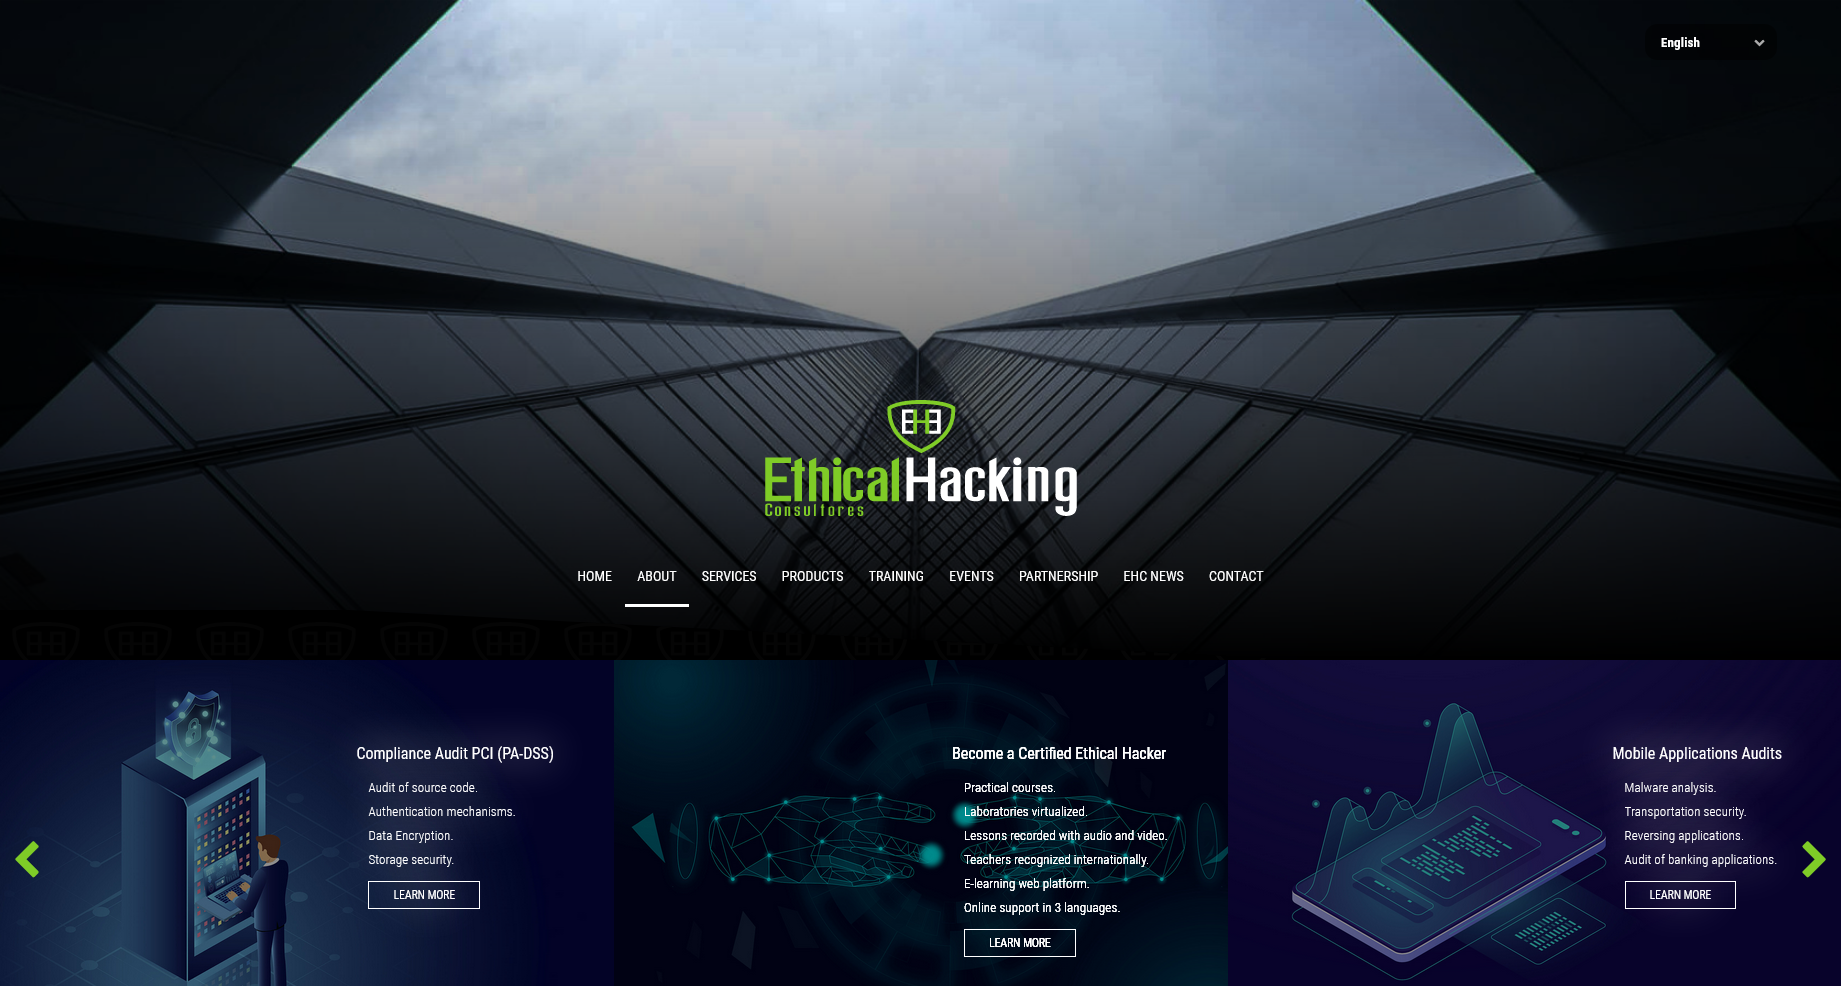 English
EHE
EthicalHacking
Consultores
HOME ABOUT SERVICES PRODUCTS TRAINING EVENTS PARTNERSHIP EHC NEWS CONTACT
Compliance Audit PCI (PA-DSS)
Audit of source code.
Authentication mechanisms.
Data Encryption.
Storage security.
LEARN MORE
Become a Certified Ethical Hacker
Practical courses.
Laboratories virtualized.
Lessons recorded with audio and video.
Teachers recognized internationally.
E-learning web platform.
Online support in 3 languages.
LEARN MORE
Mobile Applications Audits
Malware analysis.
Transportation security.
Reversing applications.
Audit of banking applications.
LEARN MORE